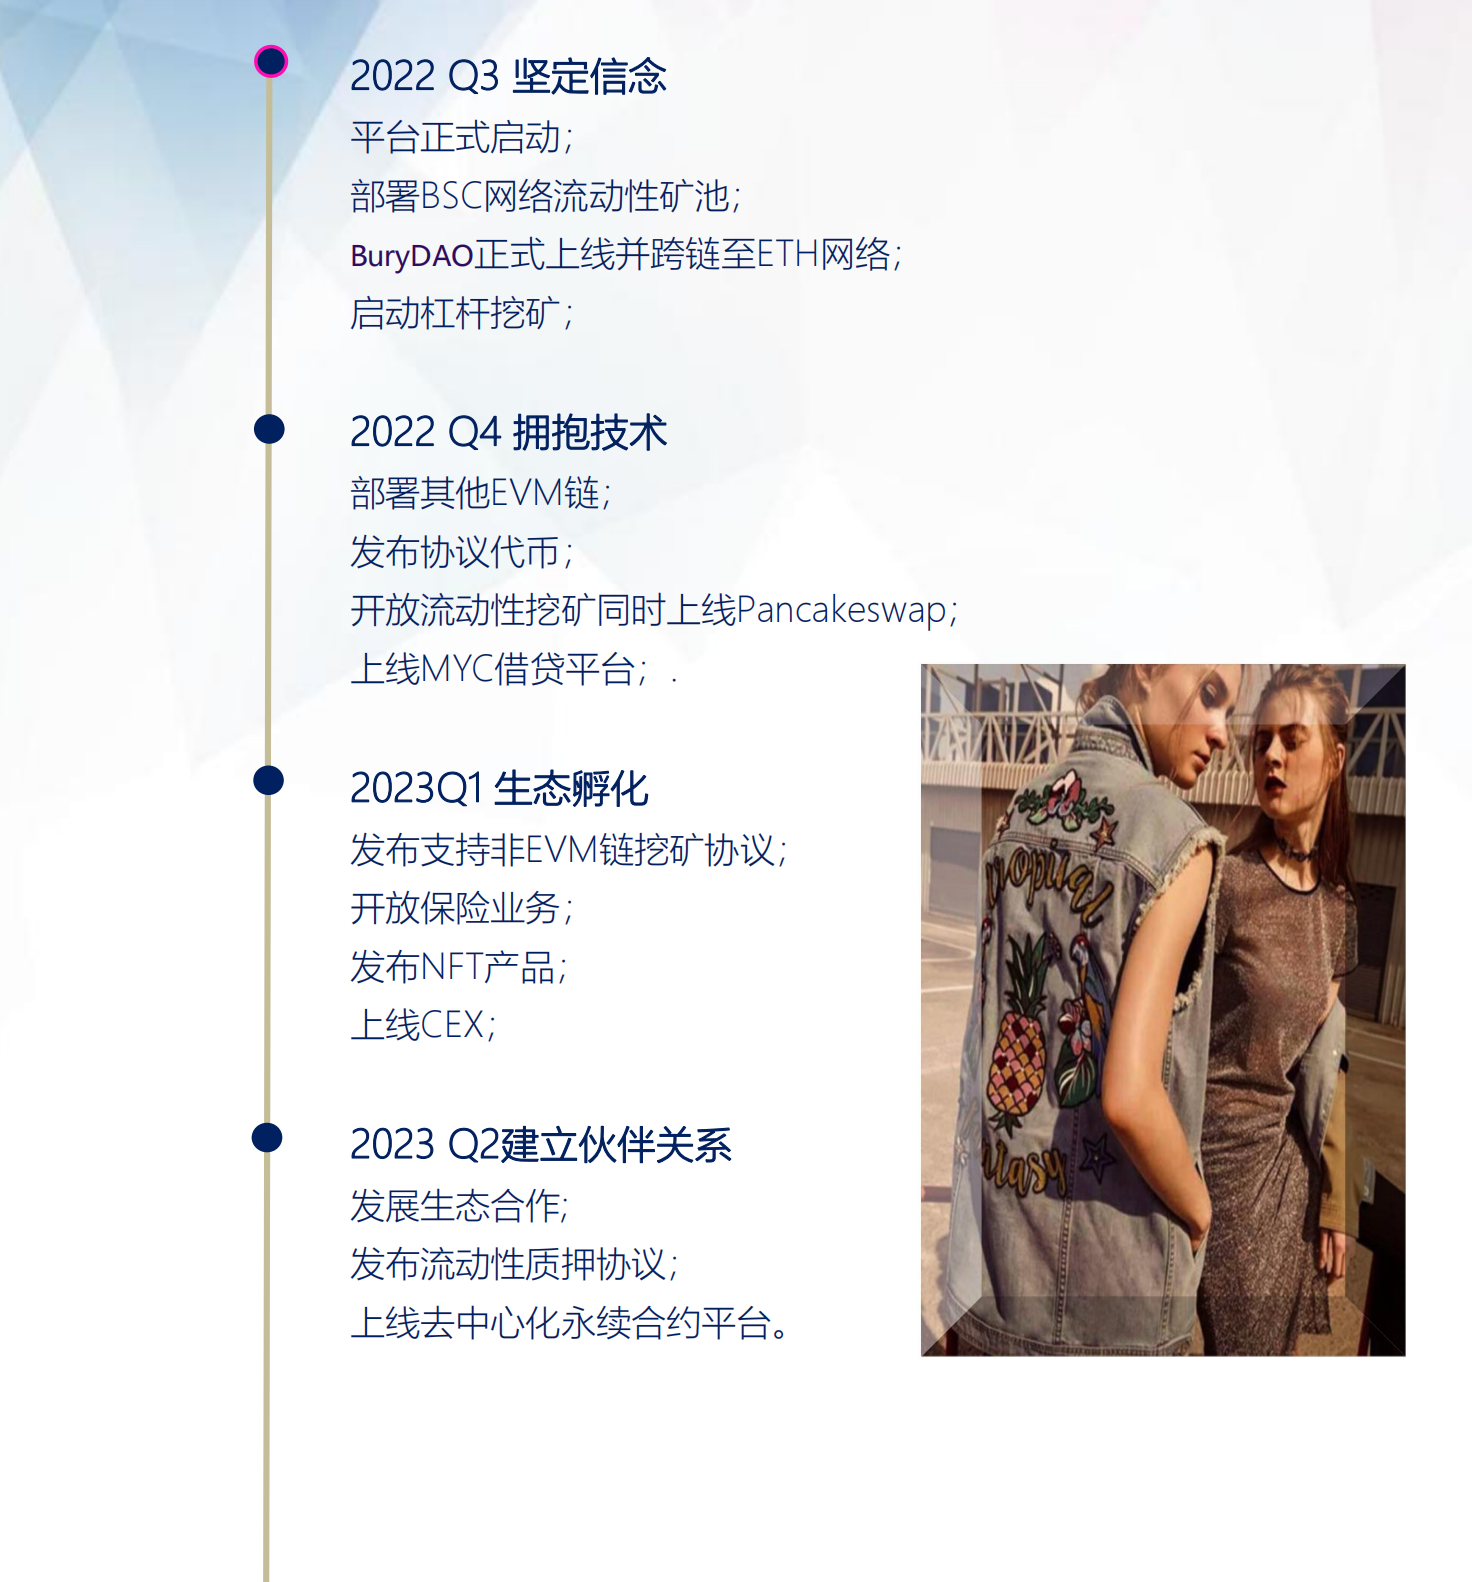 2022 Q3 坚定信念
平台正式启动；
部署BSC网络流动性矿池；
BuryDAO正式上线并跨链至ETH网络；
启动杠杆挖矿；
2022 Q4 拥抱技术
部署其他EVM链；
发布协议代币；
开放流动性挖矿同时上线Pancakeswap；
上线MYC借贷平台；.
2023Q1 生态孵化
发布支持非EVM链挖矿协议；
开放保险业务；
发布NFT产品；
上线CEX；
2023 Q2建立伙伴关系
发展生态合作;
发布流动性质押协议；
上线去中心化永续合约平台。
Tropical
ntasy